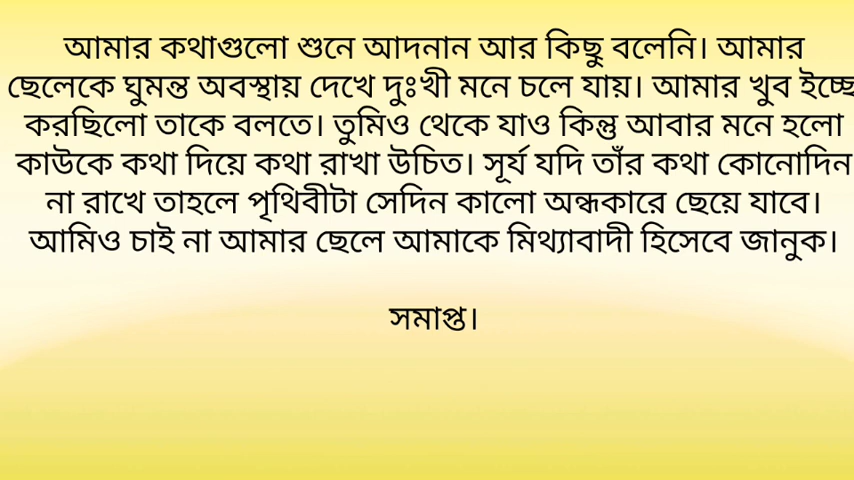 আমার কথাগুলো শুনে আদনান আর কিছু বলেনি। আমার
ছেলেকে ঘুমন্ত অবস্থায় দেখে দুঃখী মনে চলে যায়। আমার খুব ইচ্ছে
করছিলো তাকে বলতে। তুমিও থেকে যাও কিন্তু আবার মনে হলো
কাউকে কথা দিয়ে কথা রাখা উচিত। সূর্য যদি তাঁর কথা কোনোদিন
না রাখে তাহলে পৃথিবীটা সেদিন কালো অন্ধকারে ছেয়ে যাবে।
আমিও চাই না আমার ছেলে আমাকে মিথ্যাবাদী হিসেবে জানুক।
সমাপ্ত।